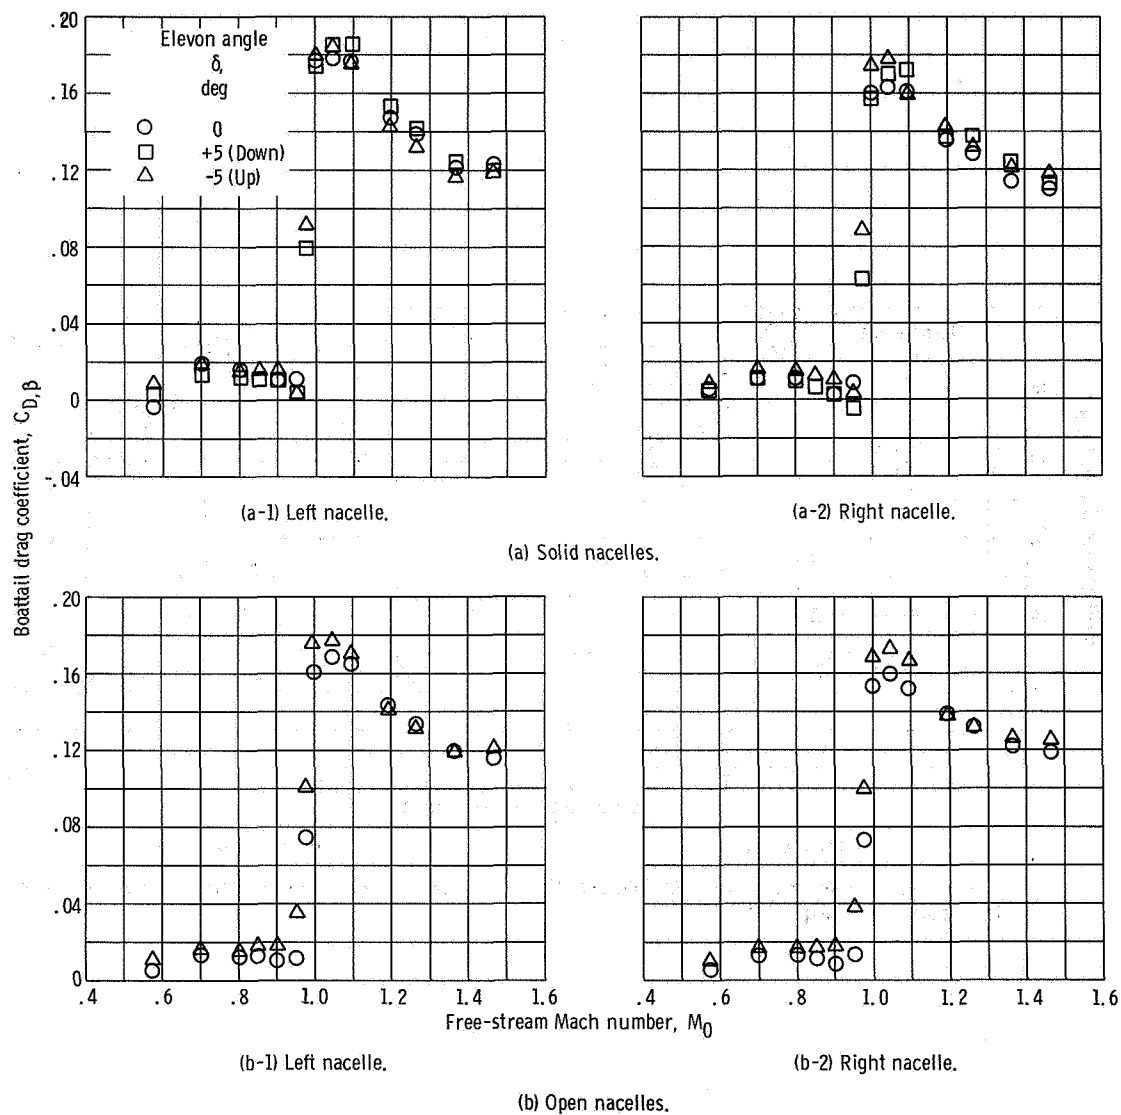 .20
.16
.12
.08
.04
0
-.04
Elevon angle
δ,
deg
0
+5 (Down)
-5 (Up)
(a-1) Left nacelle.
(a-2) Right nacelle.
(a) Solid nacelles.
Boattail drag coefficient, C_D,β
.20
.16
.12
.08
.04
0
.4 .6 .8 1.0 1.2 1.4 1.6
.4 .6 .8 1.0 1.2 1.4 1.6
Free-stream Mach number, M_0
(b-1) Left nacelle.
(b-2) Right nacelle.
(b) Open nacelles.